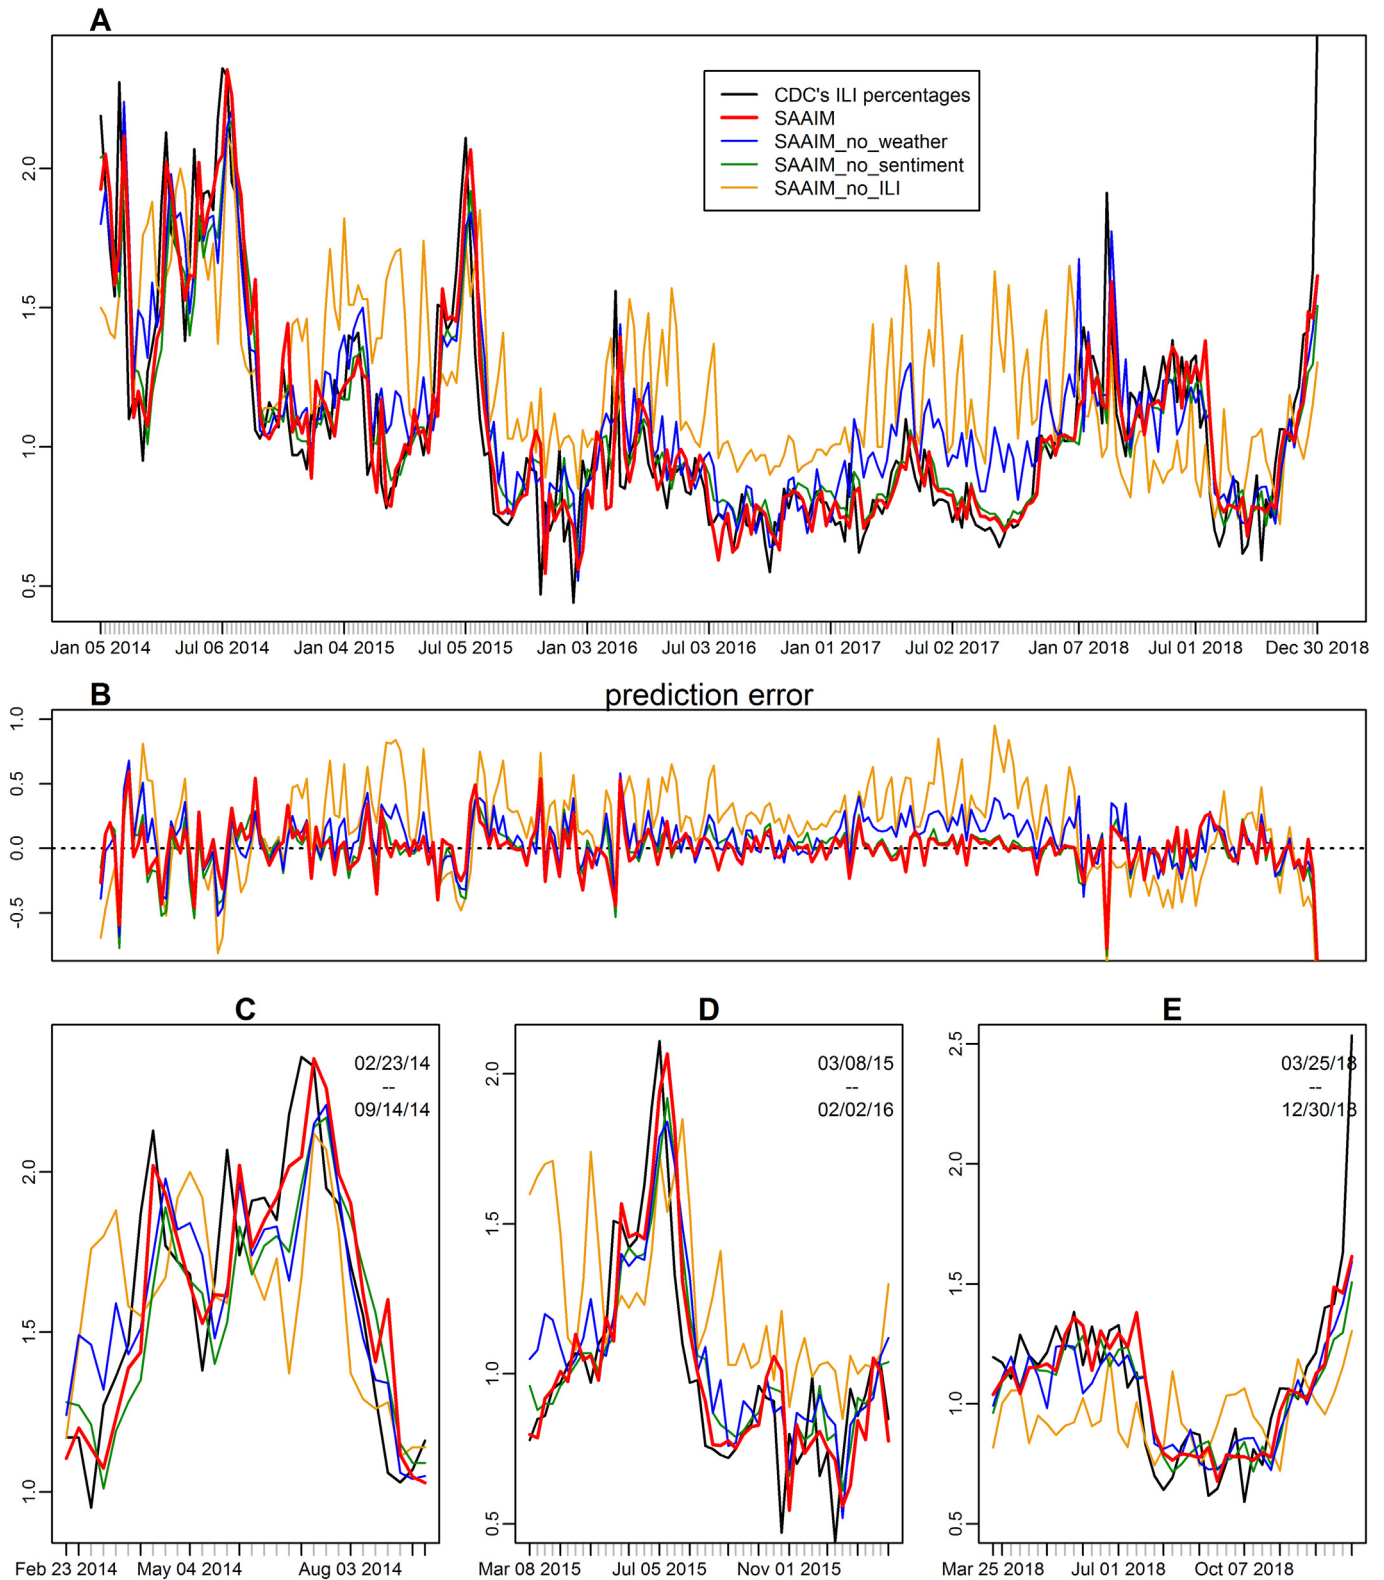 A
CDC's ILI percentages
SAAIM
SAAIM_no_weather
SAAIM_no_sentiment
SAAIM_no_ILI
2.0
1.5
1.0
0.5
Jan 05 2014 Jul 06 2014 Jan 04 2015 Jul 05 2015 Jan 03 2016 Jul 03 2016 Jan 01 2017 Jul 02 2017 Jan 07 2018 Jul 01 2018 Dec 30 2018
B prediction error
1.0
0.5
0.0
-0.5
C
02/23/14
--
09/14/14
2.0
1.5
1.0
Feb 23 2014 May 04 2014 Aug 03 2014
D
03/08/15
--
02/02/16
2.0
1.5
1.0
0.5
Mar 08 2015 Jul 05 2015 Nov 01 2015
E
03/25/18
--
12/30/18
2.5
2.0
1.5
1.0
0.5
Mar 25 2018 Jul 01 2018 Oct 07 2018